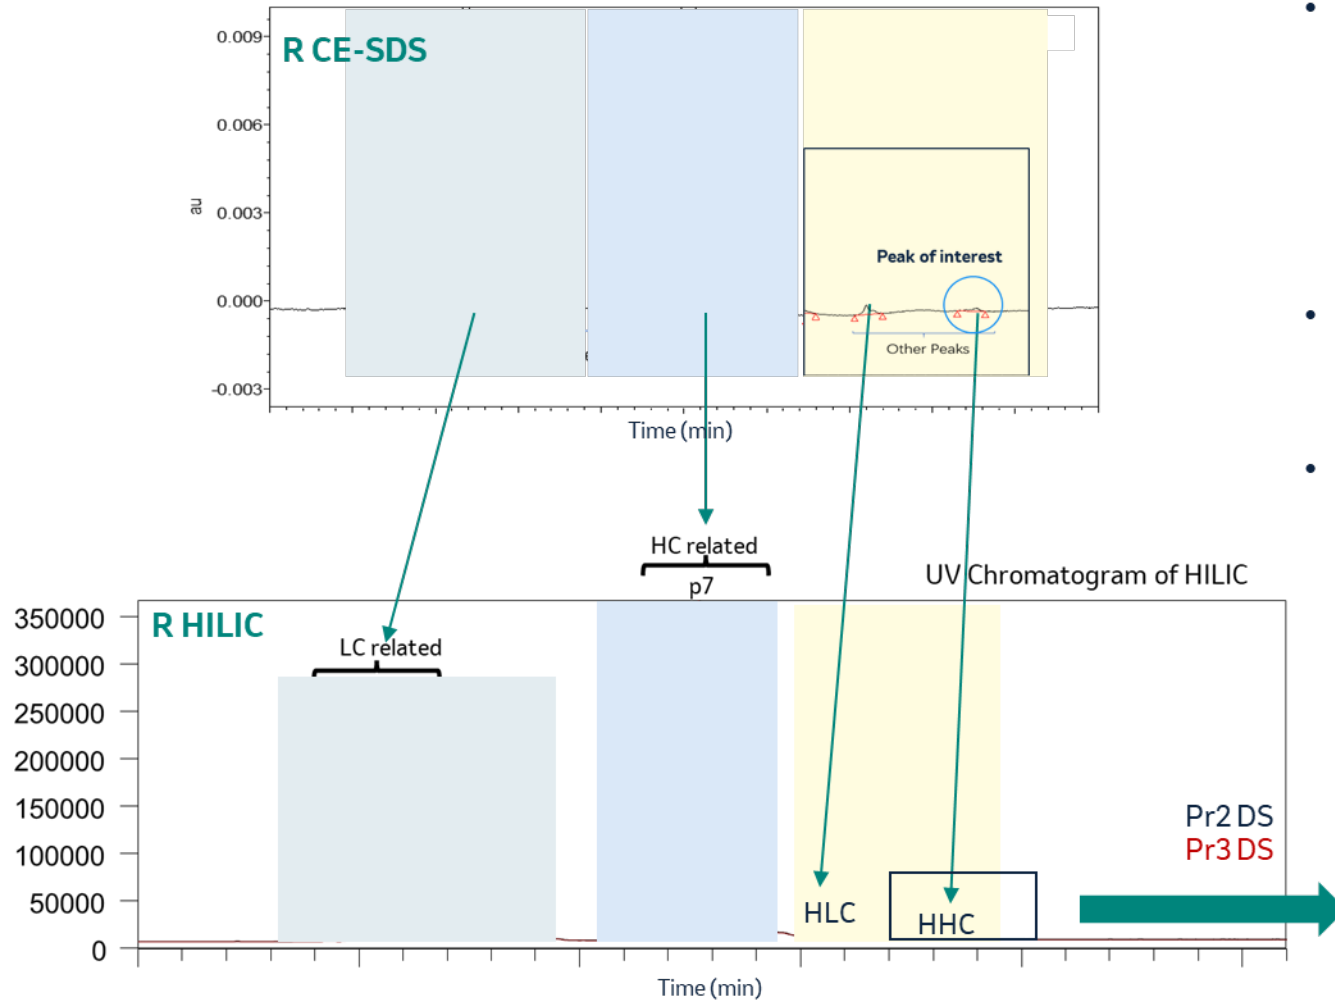 R CE-SDS
0.009
0.006
0.003
0.000
-0.003
au
Peak of interest
Other Peaks
Time (min)
HC related
p7
UV Chromatogram of HILIC
R HILIC
LC related
350000
300000
250000
200000
150000
100000
50000
0
Pr2 DS
Pr3 DS
HLC
HHC
Time (min)